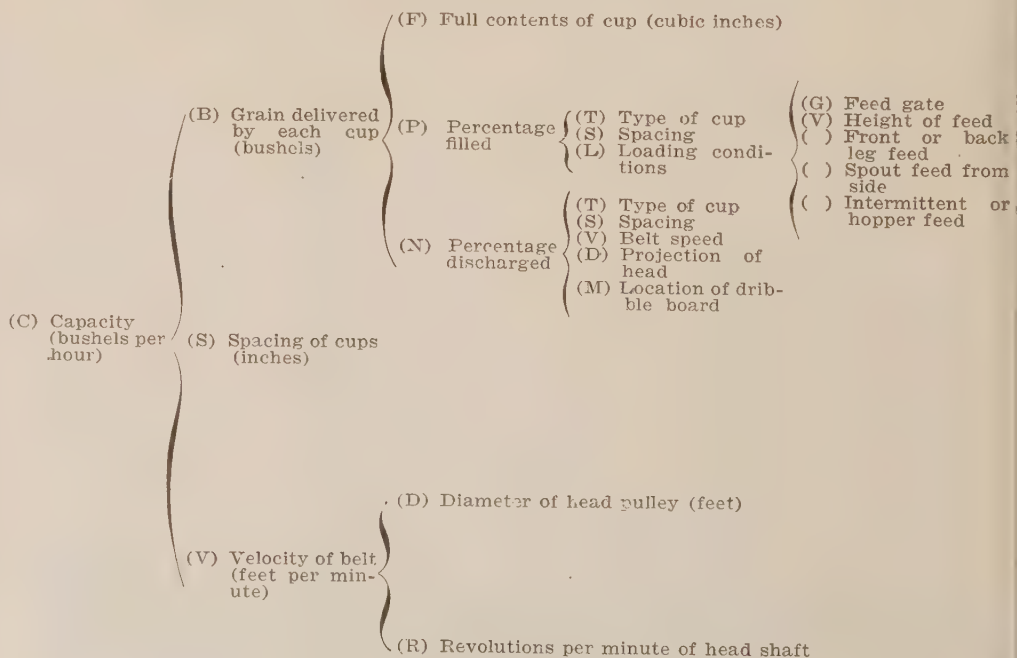 (F) Full contents of cup (cubic inches)
(B) Grain delivered
by each cup
(bushels)
(P) Percentage
filled
(T) Type of cup
(S) Spacing
(L) Loading condi-
tions
(G) Feed gate
(V) Height of feed
( ) Front or back
leg feed
( ) Spout feed from
side
( ) Intermittent or
hopper feed
(N) Percentage
discharged
(T) Type of cup
(S) Spacing
(V) Belt speed
(D) Projection of
head
(M) Location of drib-
ble board
(C) Capacity
(bushels per
hour)
(S) Spacing of cups
(inches)
(V) Velocity of belt
(feet per min-
ute)
(D) Diameter of head pulley (feet)
(R) Revolutions per minute of head shaft